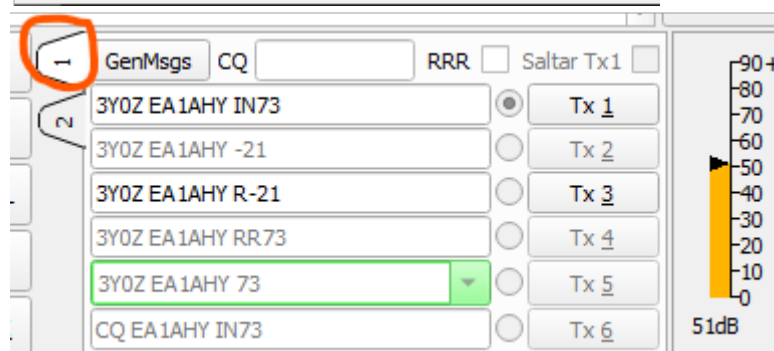 1
2
GenMsgs CQ RRR Saltar Tx1
3Y0Z EA1AHY IN73 Tx 1
3Y0Z EA1AHY -21 Tx 2
3Y0Z EA1AHY R-21 Tx 3
3Y0Z EA1AHY RR73 Tx 4
3Y0Z EA1AHY 73 Tx 5
CQ EA1AHY IN73 Tx 6
90+
80
70
60
50
40
30
20
10
0
51dB